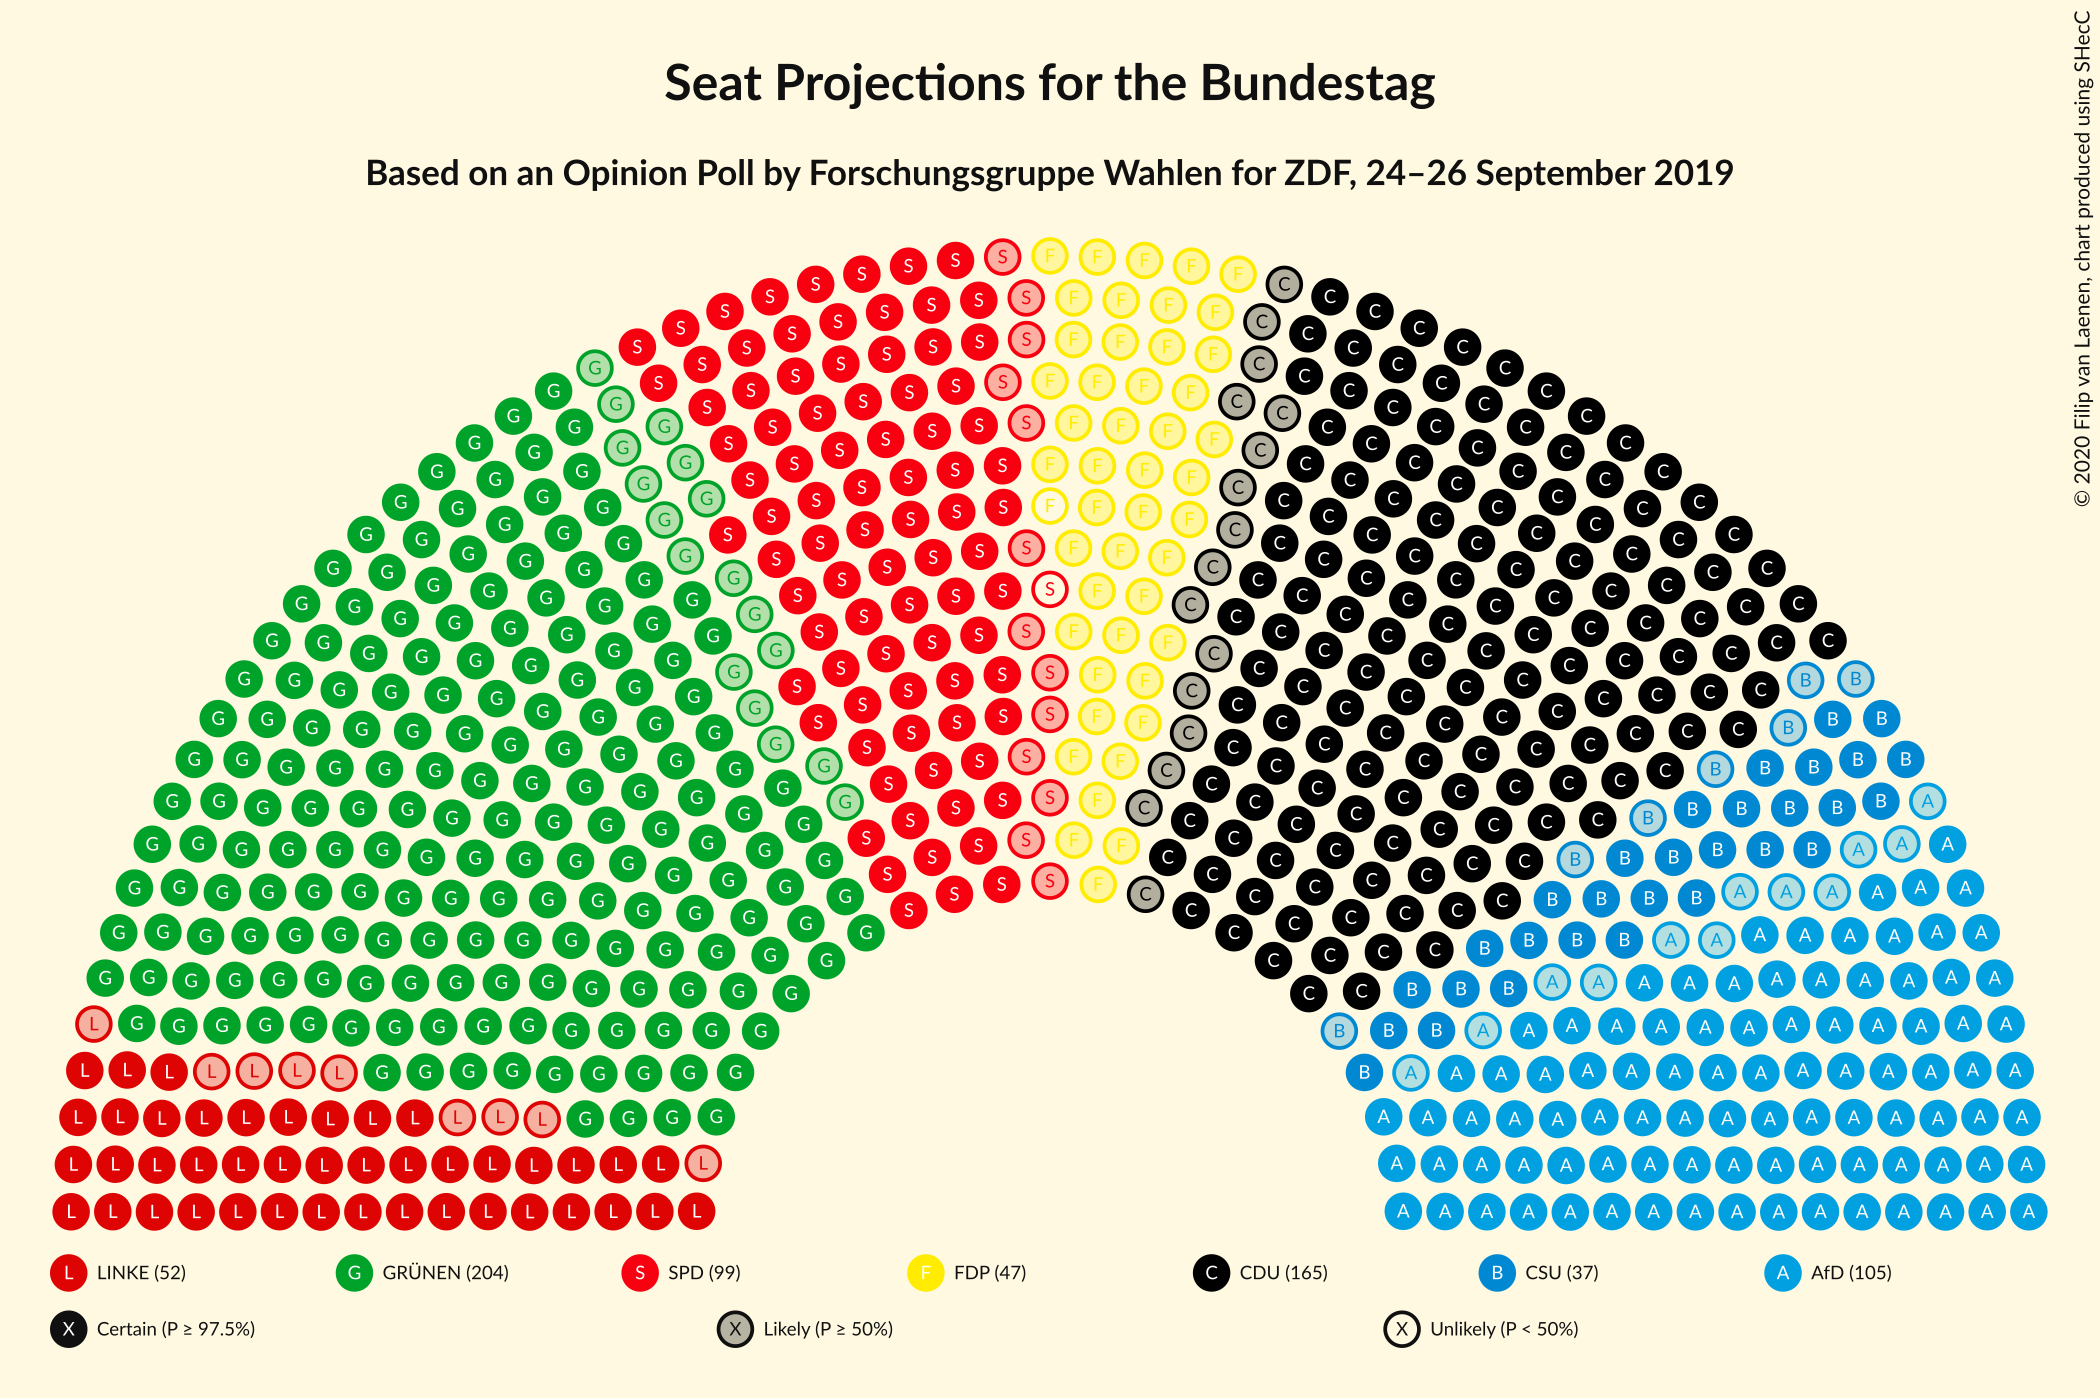 Seat Projections for the Bundestag
Based on an Opinion Poll by Forschungsgruppe Wahlen for ZDF, 24–26 September 2019
© 2020 Filip van Laenen, chart produced using SHecC
L LINKE (52)
G GRÜNEN (204)
S SPD (99)
F FDP (47)
C CDU (165)
B CSU (37)
A AfD (105)
X Certain (P ≥ 97.5%)
X Likely (P ≥ 50%)
X Unlikely (P < 50%)